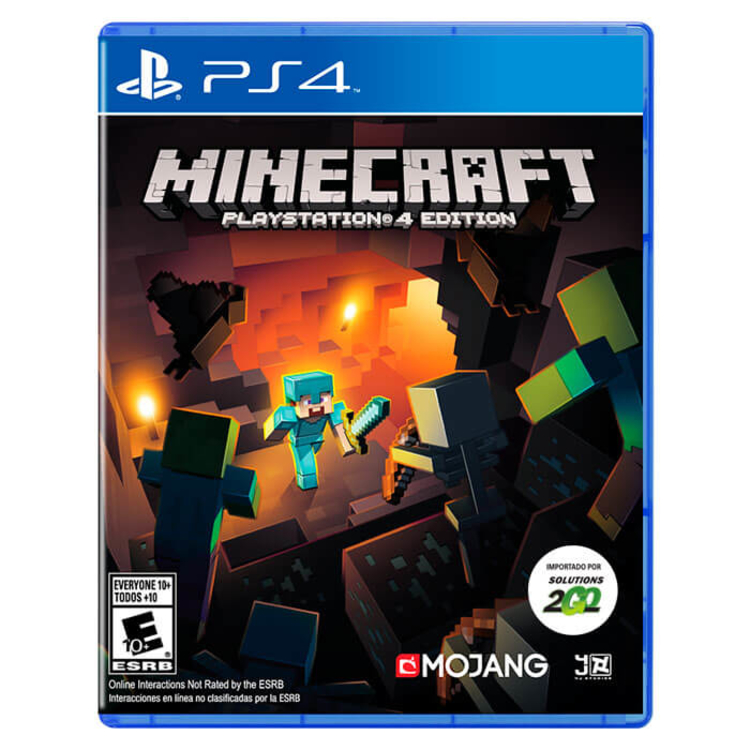 PS4™
MINECRAFT
PLAYSTATION®4 EDITION
IMPORTADO POR
SOLUTIONS
2GO
EVERYONE 10+
TODOS +10
E
10+
ESRB
MOJANG
Online Interactions Not Rated by the ESRB
Interacciones en línea no clasificadas por la ESRB